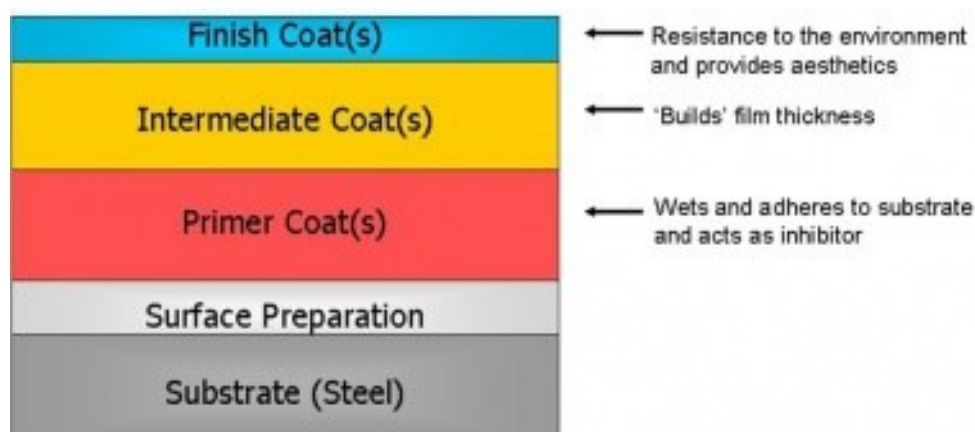 Finish Coat(s)
Resistance to the environment
and provides aesthetics
Intermediate Coat(s)
'Builds' film thickness
Primer Coat(s)
Wets and adheres to substrate
and acts as inhibitor
Surface Preparation
Substrate (Steel)